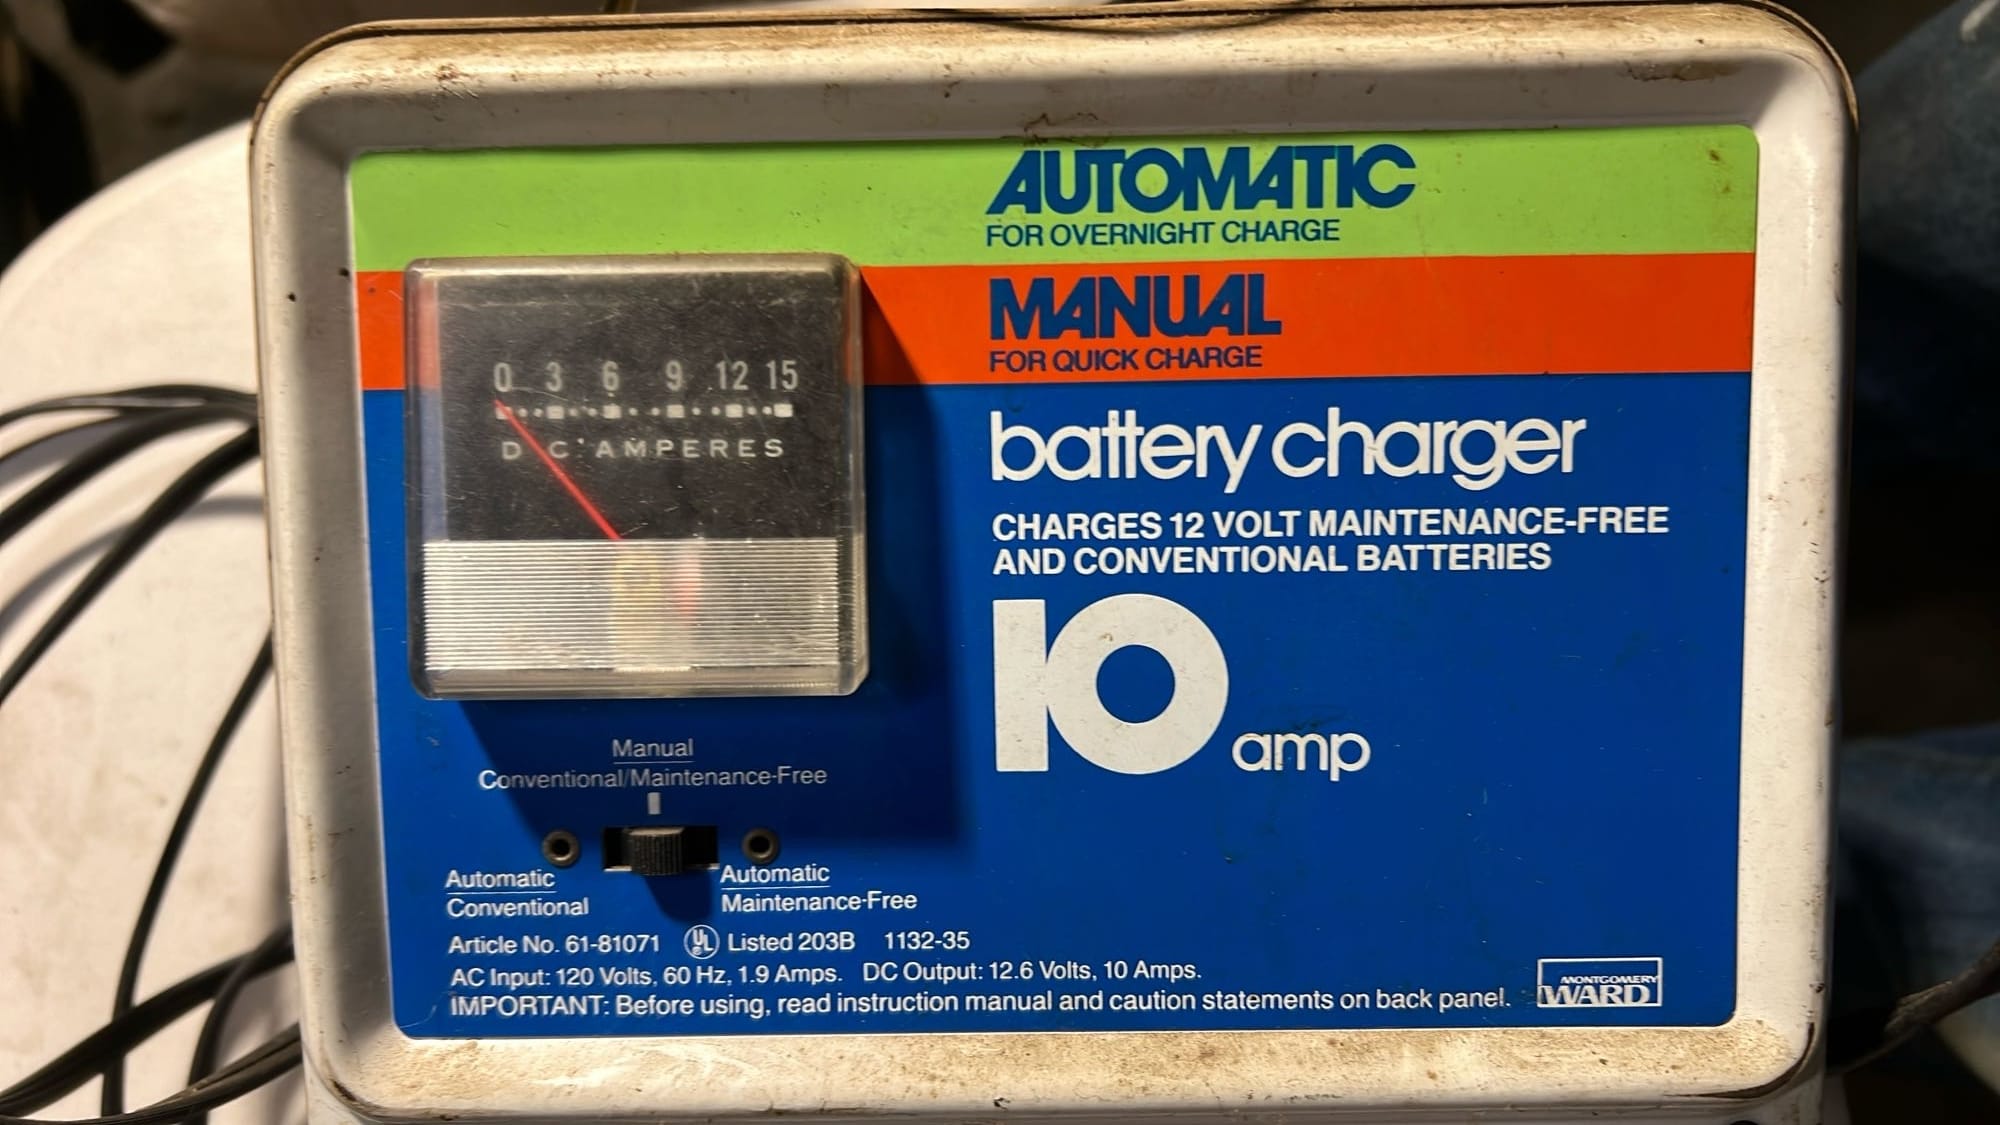 AUTOMATIC
FOR OVERNIGHT CHARGE
MANUAL
FOR QUICK CHARGE
0 3 6 9 12 15
D C AMPERES
battery charger
CHARGES 12 VOLT MAINTENANCE-FREE
AND CONVENTIONAL BATTERIES
10 amp
Manual
Conventional/Maintenance-Free
Automatic
Conventional
Automatic
Maintenance-Free
Article No. 61-81071 UL Listed 203B 1132-35
AC Input: 120 Volts, 60 Hz, 1.9 Amps. DC Output: 12.6 Volts, 10 Amps.
IMPORTANT: Before using, read instruction manual and caution statements on back panel.
MONTGOMERY
WARD